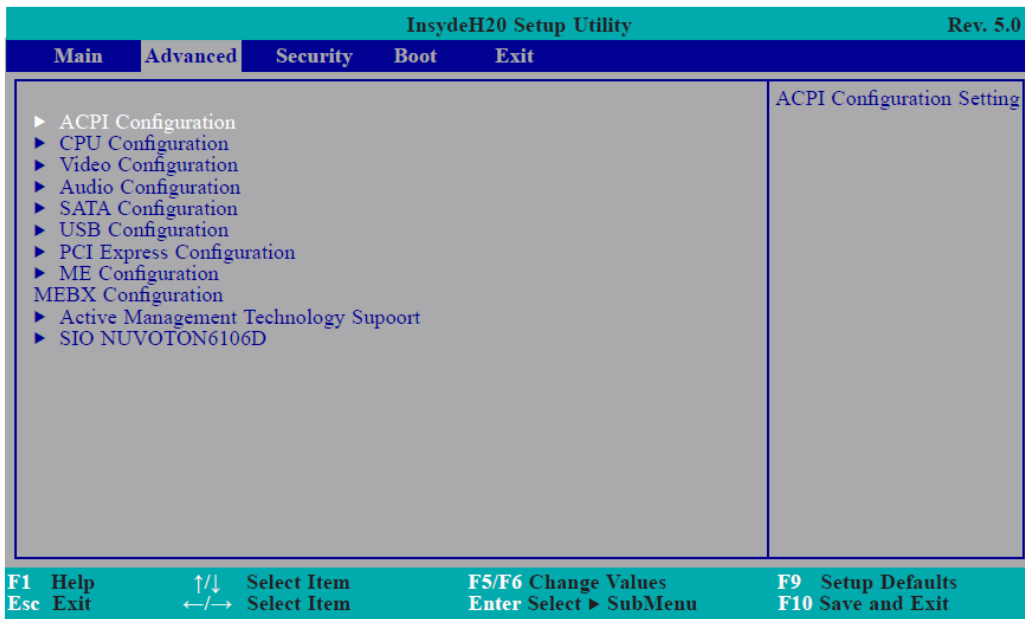 InsydeH20 Setup Utility Rev. 5.0
Main Advanced Security Boot Exit
► ACPI Configuration
► CPU Configuration
► Video Configuration
► Audio Configuration
► SATA Configuration
► USB Configuration
► PCI Express Configuration
► ME Configuration
MEBX Configuration
► Active Management Technology Supoort
► SIO NUVOTON6106D
ACPI Configuration Setting
F1 Help ↑/↓ Select Item F5/F6 Change Values F9 Setup Defaults
Esc Exit ←/→ Select Item Enter Select ► SubMenu F10 Save and Exit